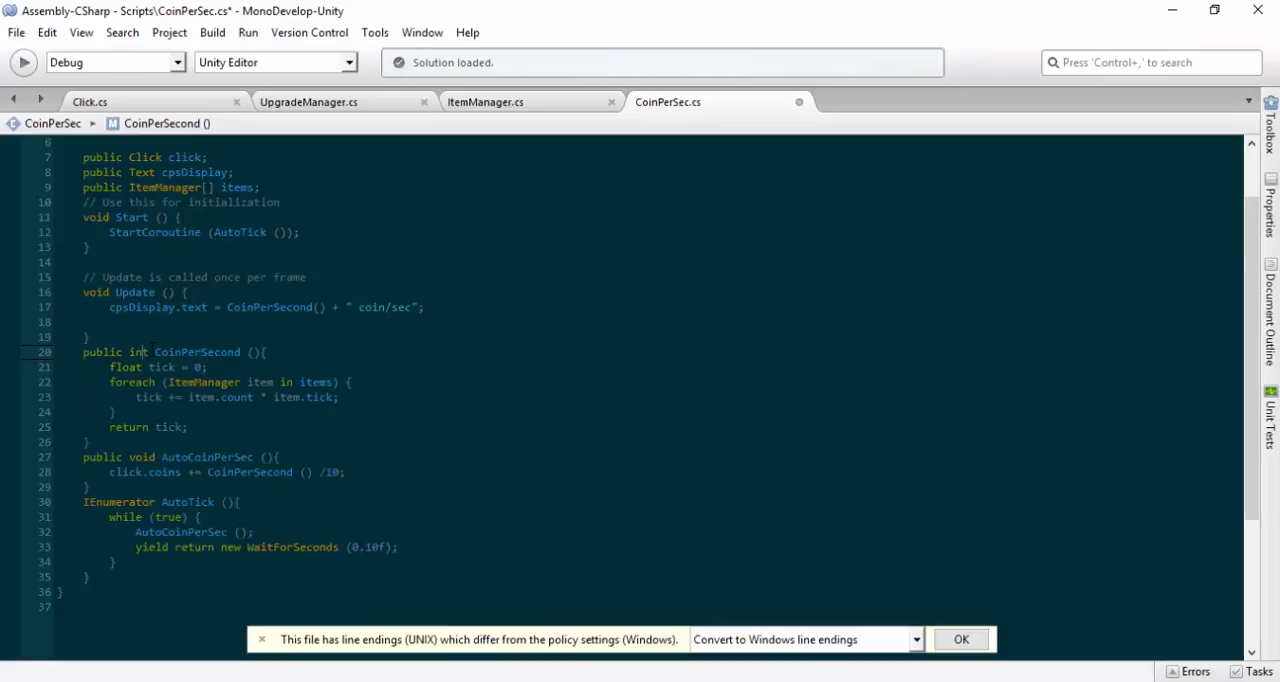 Assembly-CSharp - Scripts\CoinPerSec.cs* - MonoDevelop-Unity
File Edit View Search Project Build Run Version Control Tools Window Help
Debug Unity Editor Solution loaded. Press 'Control+,' to search
Click.cs UpgradeManager.cs ItemManager.cs CoinPerSec.cs
CoinPerSec CoinPerSecond ()
6
7 public Click click;
8 public Text cpsDisplay;
9 public ItemManager[] items;
10 // Use this for initialization
11 void Start () {
12 StartCoroutine (AutoTick ());
13 }
14
15 // Update is called once per frame
16 void Update () {
17 cpsDisplay.text = CoinPerSecond() + " coin/sec";
18
19 }
20 public int CoinPerSecond (){
21 float tick = 0;
22 foreach (ItemManager item in items) {
23 tick += item.count * item.tick;
24 }
25 return tick;
26 }
27 public void AutoCoinPerSec (){
28 click.coins += CoinPerSecond () /10;
29 }
30 IEnumerator AutoTick (){
31 while (true) {
32 AutoCoinPerSec ();
33 yield return new WaitForSeconds (0.10f);
34 }
35 }
36 }
37
Toolbox
Properties
Document Outline
Unit Tests
This file has line endings (UNIX) which differ from the policy settings (Windows). Convert to Windows line endings OK
Errors Tasks